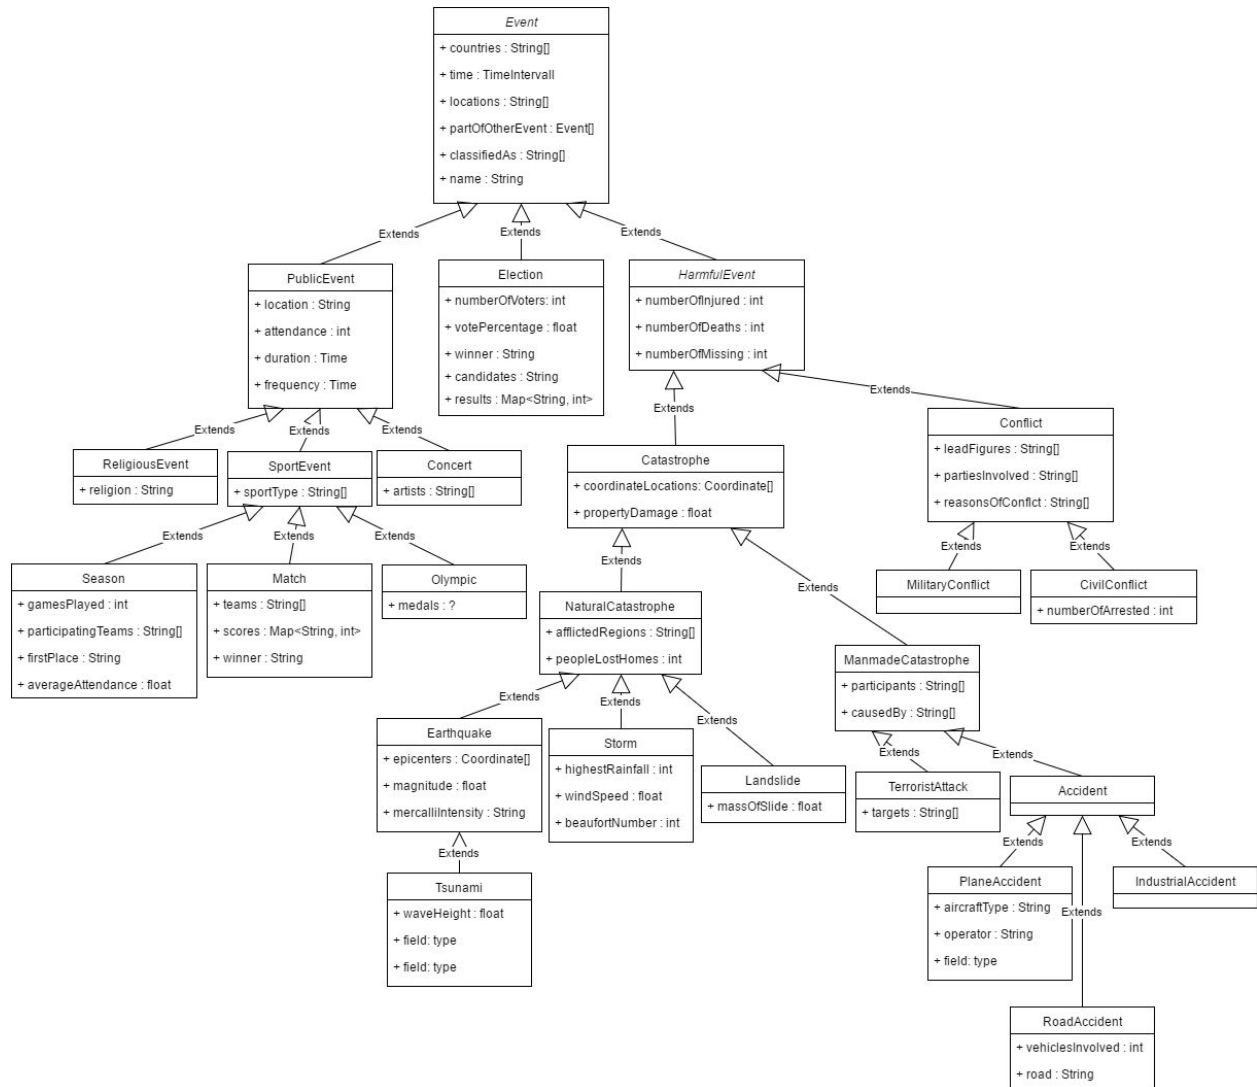 Event
+ countries : String[]
+ time : TimeIntervall
+ locations : String[]
+ partOfOtherEvent : Event[]
+ classifiedAs : String[]
+ name : String
Extends
Extends
Extends
PublicEvent
+ location : String
+ attendance : int
+ duration : Time
+ frequency : Time
Election
+ numberOfVoters: int
+ votePercentage : float
+ winner : String
+ candidates : String
+ results : Map<String, int>
HarmfulEvent
+ numberOfInjured : int
+ numberOfDeaths : int
+ numberOfMissing : int
Extends
Extends
Extends
Extends
Extends
ReligiousEvent
+ religion : String
SportEvent
+ sportType : String[]
Concert
+ artists : String[]
Catastrophe
+ coordinateLocations: Coordinate[]
+ propertyDamage : float
Conflict
+ leadFigures : String[]
+ partiesInvolved : String[]
+ reasonsOfConflct : String[]
Extends
Extends
Extends
Extends
Extends
Extends
Extends
Season
+ gamesPlayed : int
+ participatingTeams : String[]
+ firstPlace : String
+ averageAttendance : float
Match
+ teams : String[]
+ scores : Map<String, int>
+ winner : String
Olympic
+ medals : ?
NaturalCatastrophe
+ afflictedRegions : String[]
+ peopleLostHomes : int
MilitaryConflict
CivilConflict
+ numberOfArrested : int
ManmadeCatastrophe
+ participants : String[]
+ causedBy : String[]
Extends
Extends
Extends
Extends
Extends
Earthquake
+ epicenters : Coordinate[]
+ magnitude : float
+ mercalliIntensity : String
Storm
+ highestRainfall : int
+ windSpeed : float
+ beaufortNumber : int
Landslide
+ massOfSlide : float
TerroristAttack
+ targets : String[]
Accident
Extends
Extends
Extends
Extends
Tsunami
+ waveHeight : float
+ field: type
+ field: type
PlaneAccident
+ aircraftType : String
+ operator : String
+ field: type
IndustrialAccident
RoadAccident
+ vehiclesInvolved : int
+ road : String